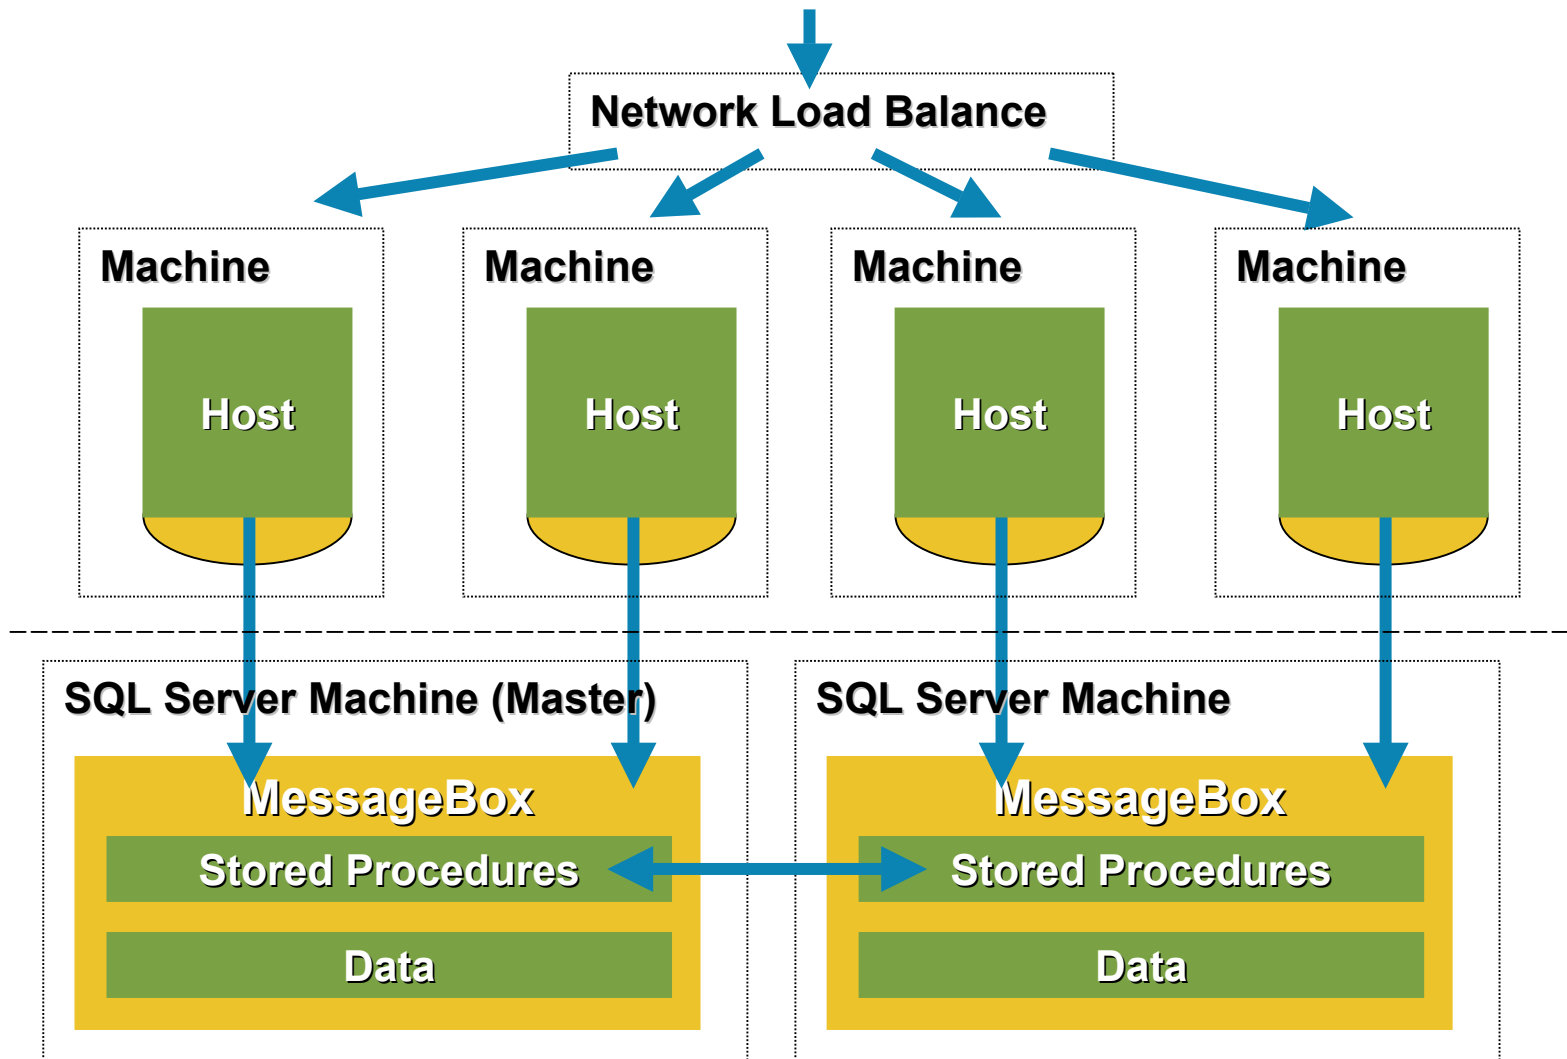 Network Load Balance
Machine
Machine
Machine
Machine
Host
Host
Host
Host
SQL Server Machine (Master)
SQL Server Machine
MessageBox
MessageBox
Stored Procedures
Stored Procedures
Data
Data